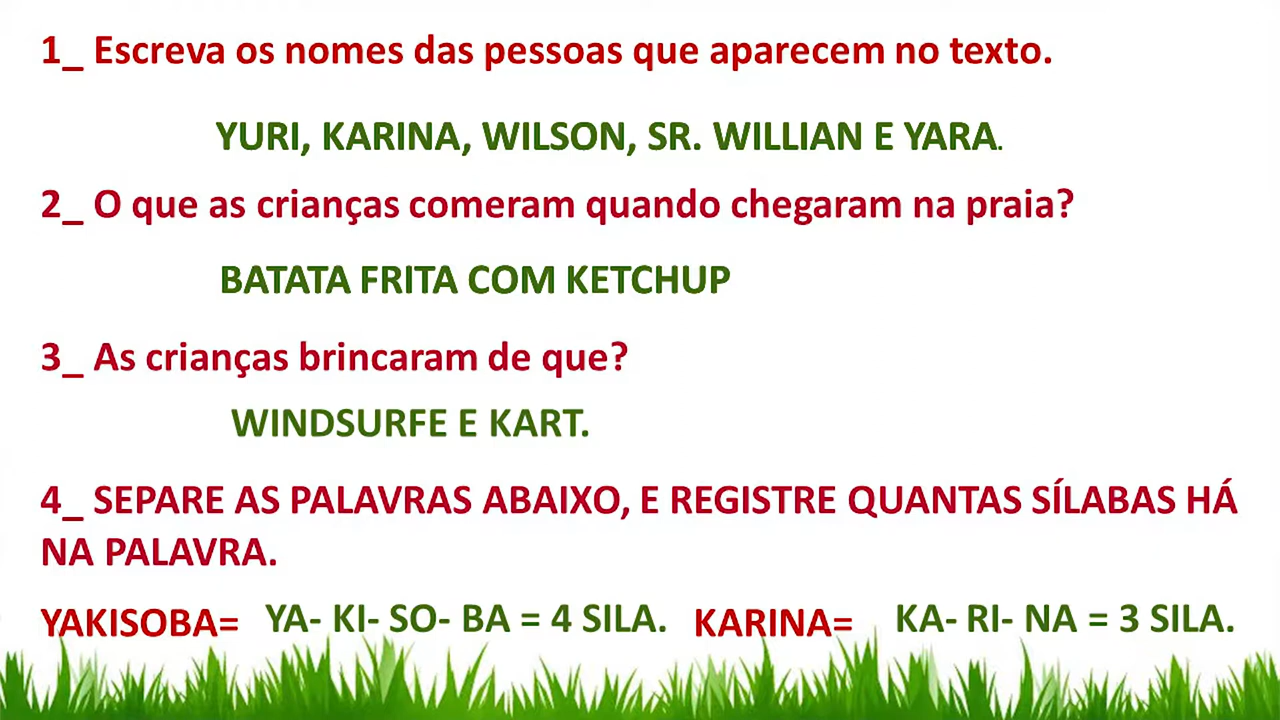 1_ Escreva os nomes das pessoas que aparecem no texto.
YURI, KARINA, WILSON, SR. WILLIAN E YARA.
2_ O que as crianças comeram quando chegaram na praia?
BATATA FRITA COM KETCHUP
3_ As crianças brincaram de que?
WINDSURFE E KART.
4_ SEPARE AS PALAVRAS ABAIXO, E REGISTRE QUANTAS SÍLABAS HÁ
NA PALAVRA.
YAKISOBA= YA- KI- SO- BA = 4 SILA. KARINA= KA- RI- NA = 3 SILA.